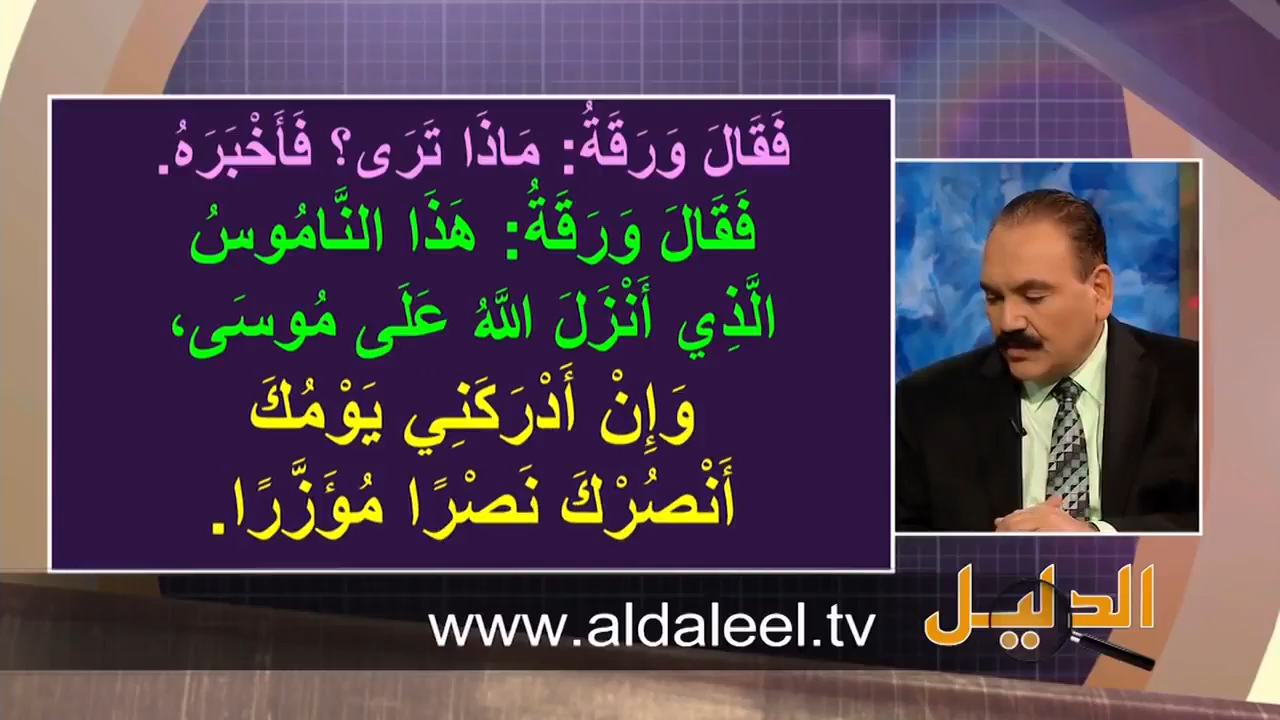 فَقَالَ وَرَقَةُ: مَاذَا تَرَى؟ فَأَخْبَرَهُ.
فَقَالَ وَرَقَةُ: هَذَا النَّامُوسُ
الَّذِي أَنْزَلَ اللَّهُ عَلَى مُوسَى،
وَإِنْ أَدْرَكَنِي يَوْمُكَ
أَنْصُرْكَ نَصْرًا مُؤَزَّرًا.
الدليل
www.aldaleel.tv